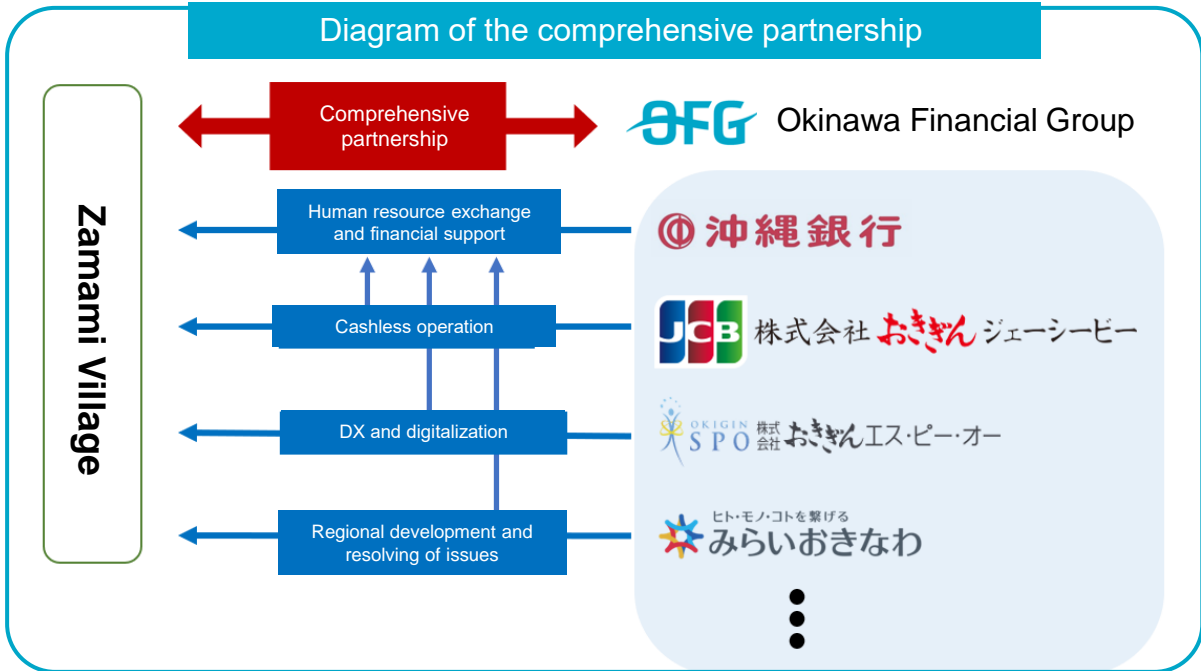 Diagram of the comprehensive partnership
Zamami Village
Comprehensive
partnership
OFG Okinawa Financial Group
Human resource exchange
and financial support
沖縄銀行
Cashless operation
JCB 株式会社おきぎんジェーシービー
DX and digitalization
OKIGIN
SPO 株式会社 おきぎんエス・ピー・オー
Regional development and
resolving of issues
ヒト・モノ・コトを繋げる
みらいおきなわ